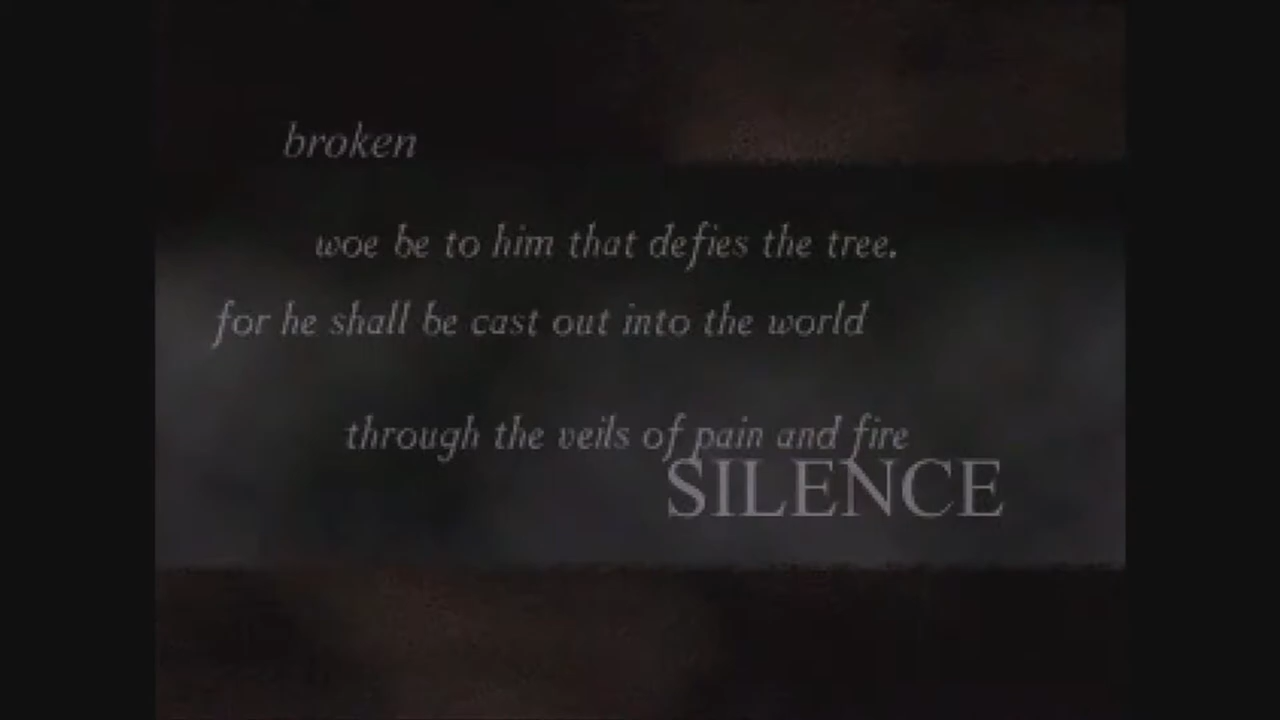 broken
woe be to him that defies the tree.
for he shall be cast out into the world
through the veils of pain and fire
SILENCE